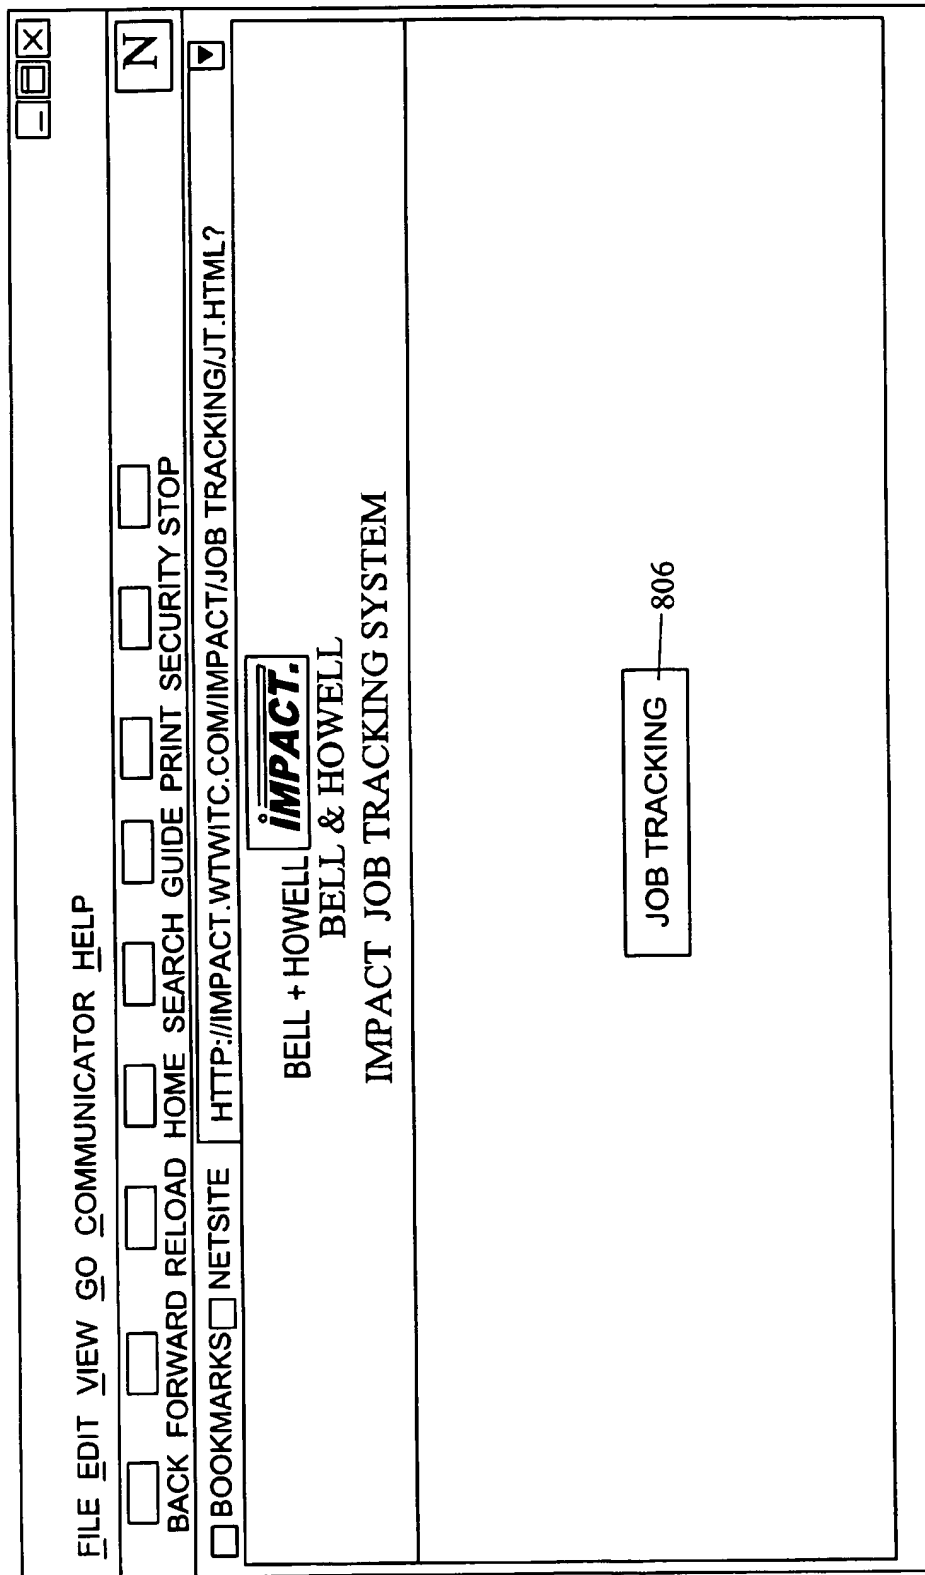 FILE EDIT VIEW GO COMMUNICATOR HELP
N
BACK FORWARD RELOAD HOME SEARCH GUIDE PRINT SECURITY STOP
BOOKMARKS NETSITE HTTP://IMPACT.WTWITC.COM/IMPACT/JOB TRACKING/JT.HTML?
BELL + HOWELL iMPACT.
BELL & HOWELL
IMPACT JOB TRACKING SYSTEM
JOB TRACKING 806